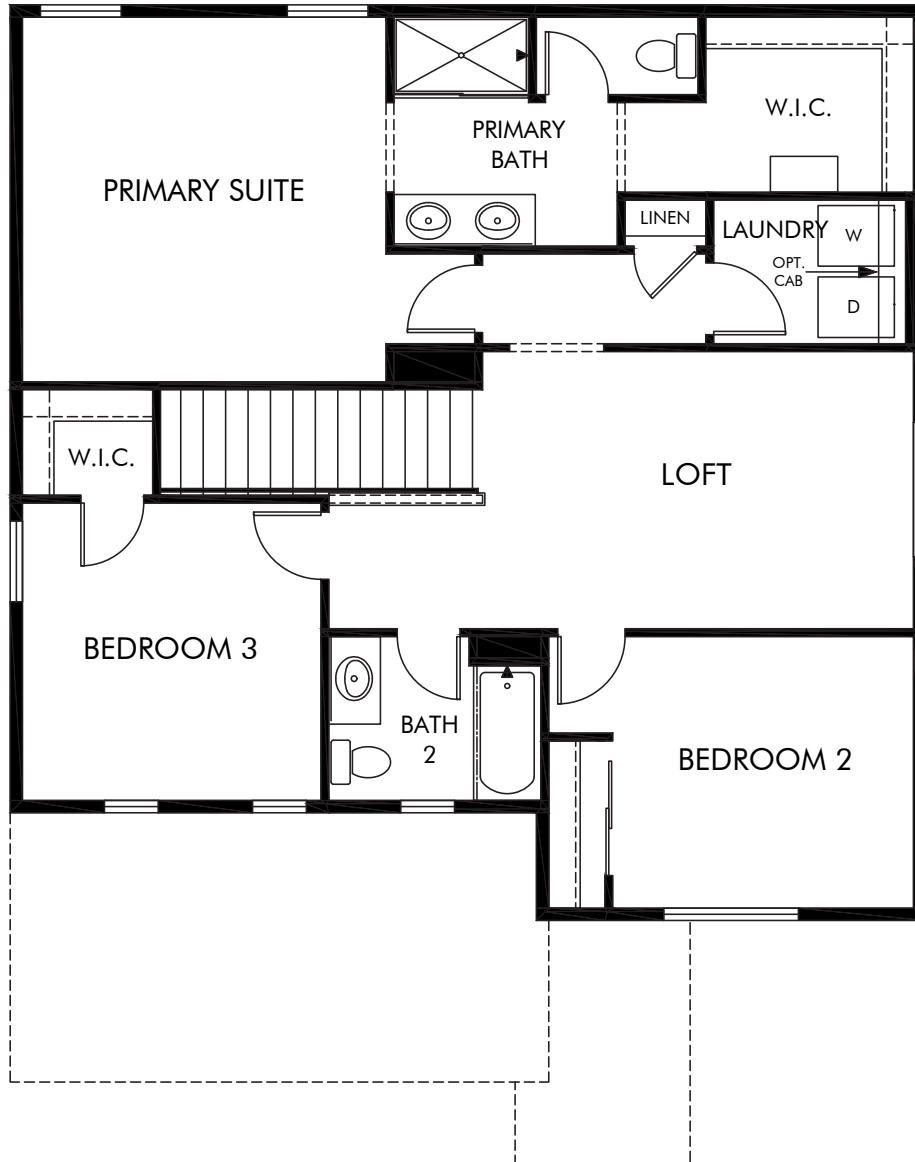 W.I.C.
PRIMARY
BATH
PRIMARY SUITE
LINEN
LAUNDRY
W
OPT.
CAB
D
W.I.C.
LOFT
BEDROOM 3
BATH
2
BEDROOM 2